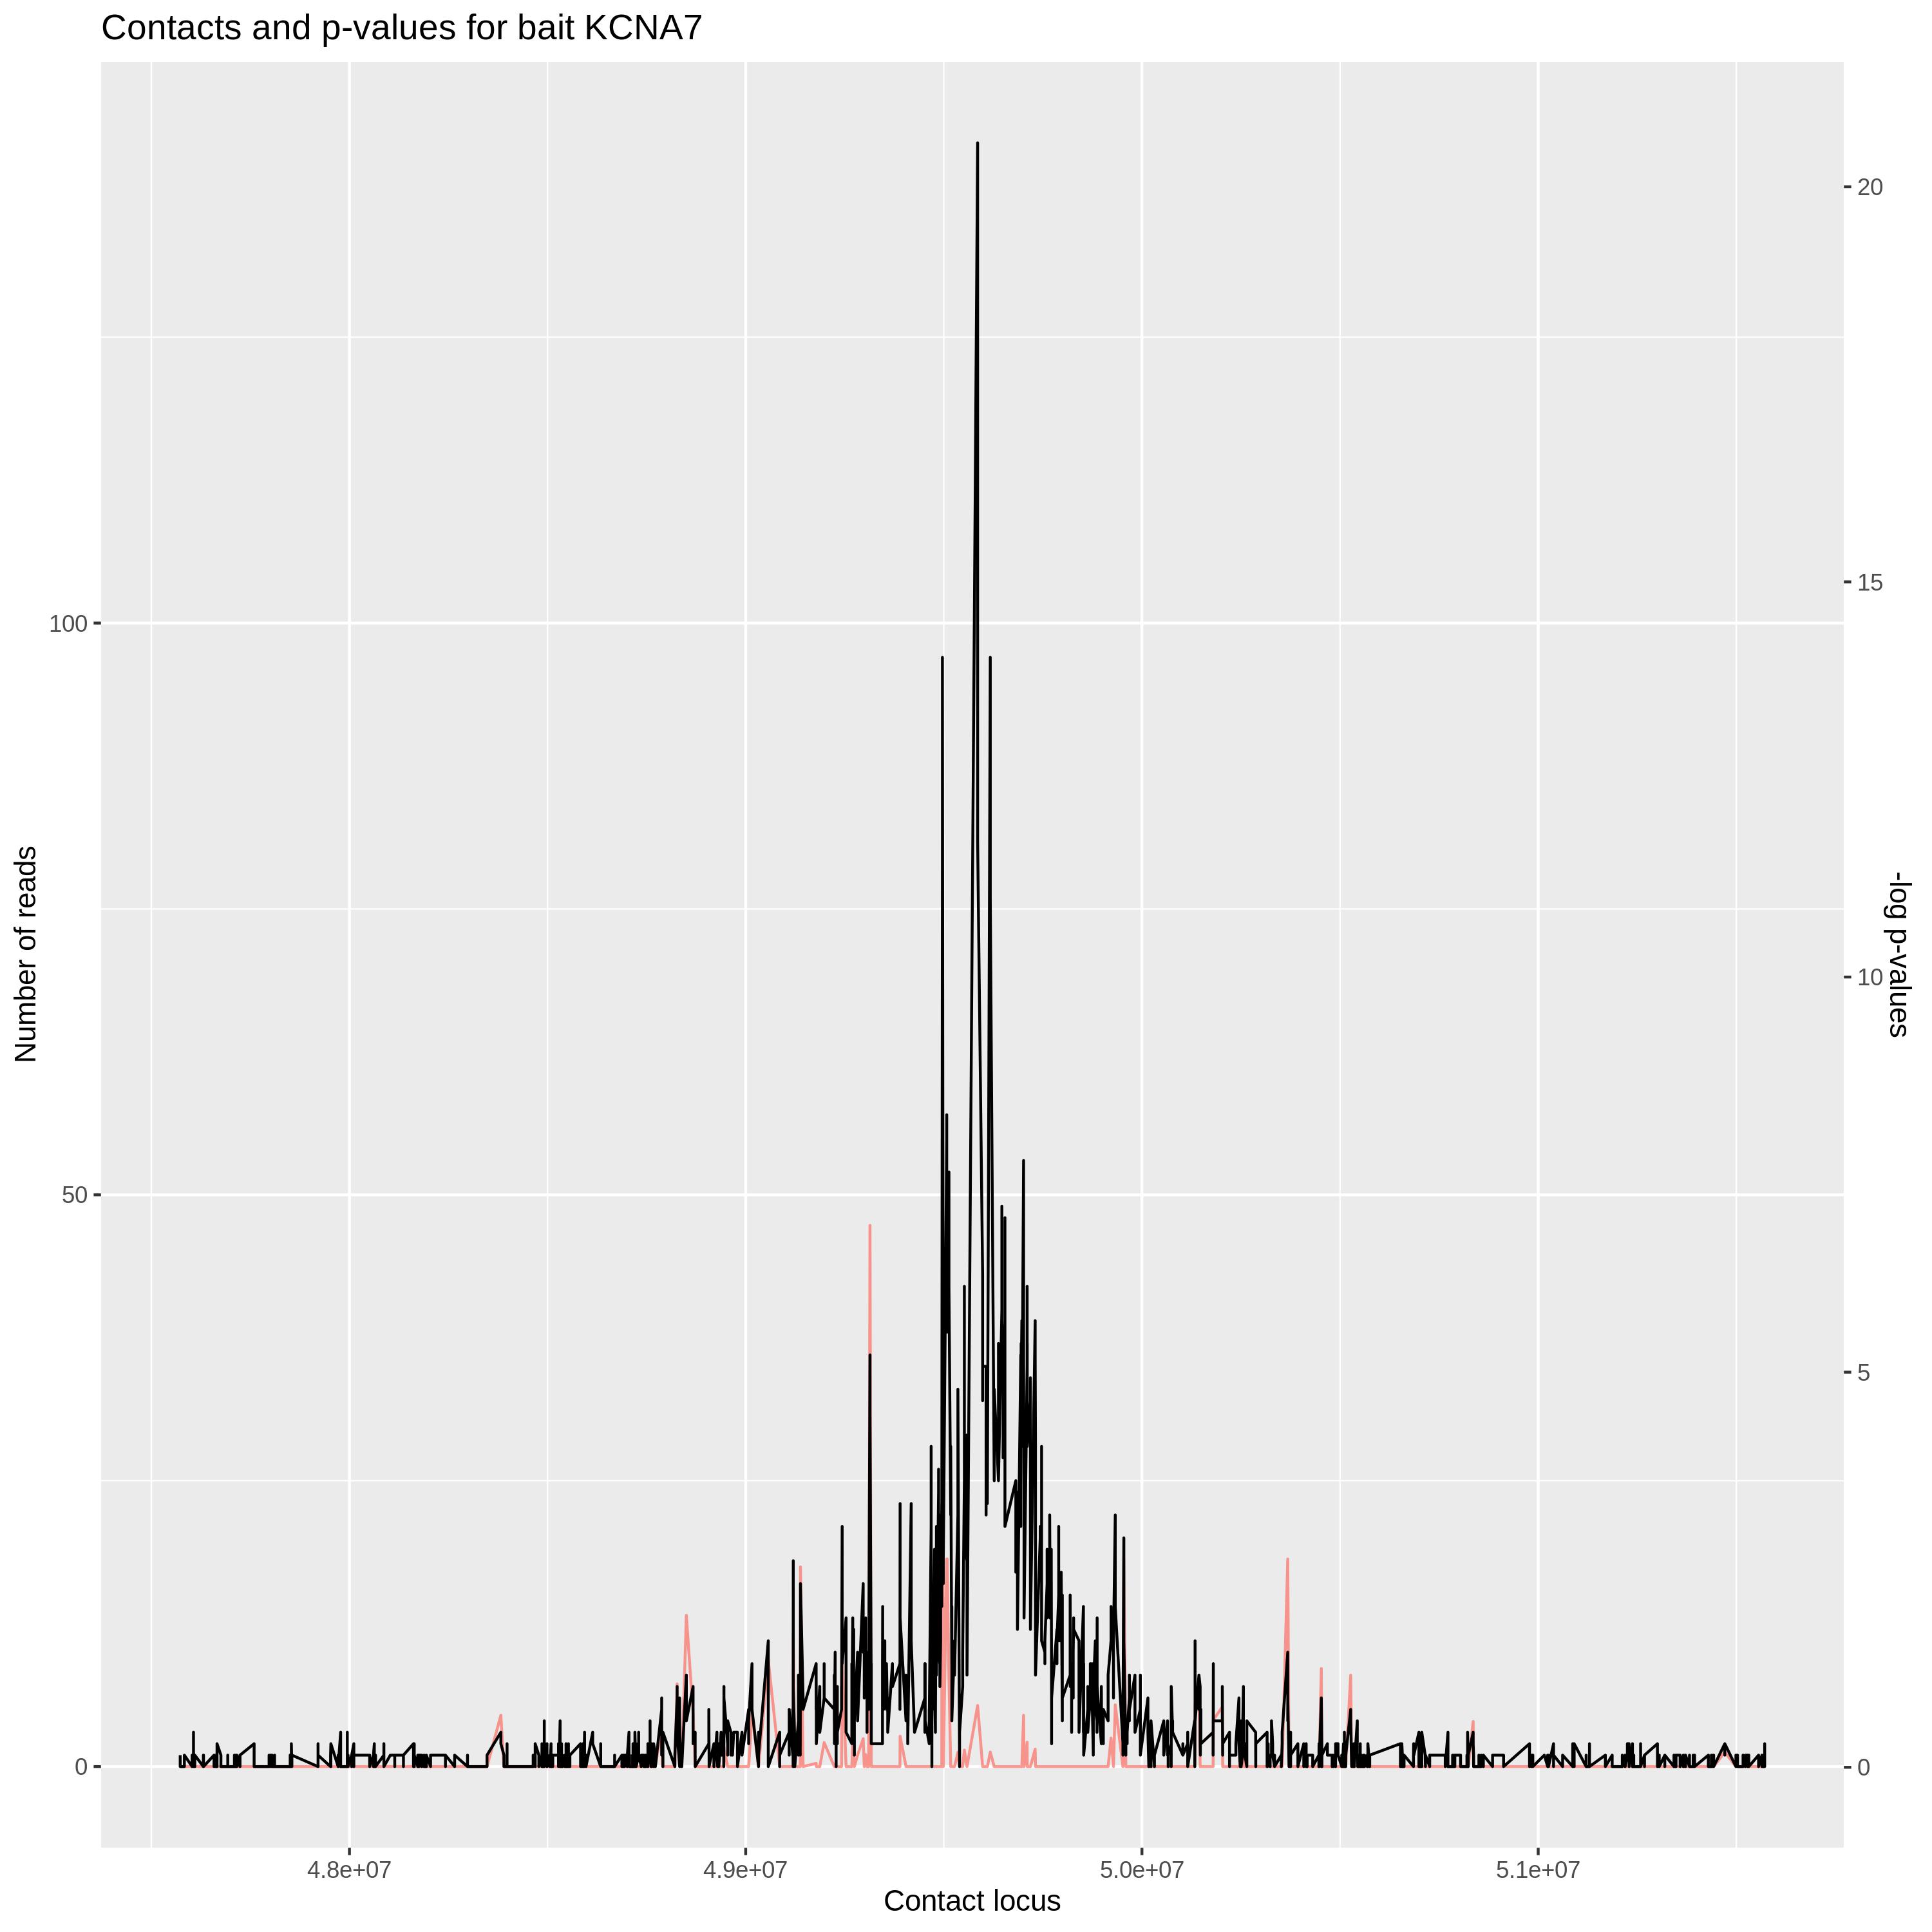 Contacts and p-values for bait KCNA7
Number of reads
100
50
0
20
15
10
5
0
-log p-values
4.8e+07
4.9e+07
5.0e+07
5.1e+07
Contact locus